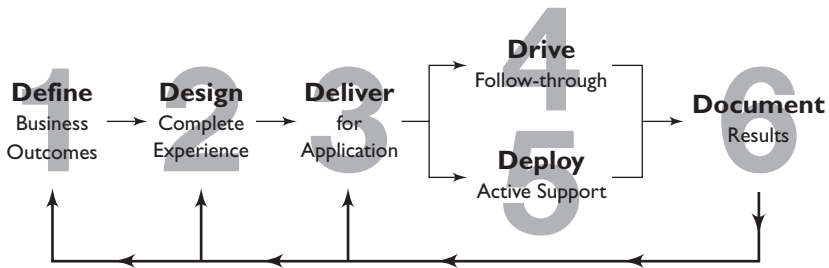 1
Define
Business
Outcomes
2
Design
Complete
Experience
3
Deliver
for
Application
4
Drive
Follow-through
5
Deploy
Active Support
6
Document
Results